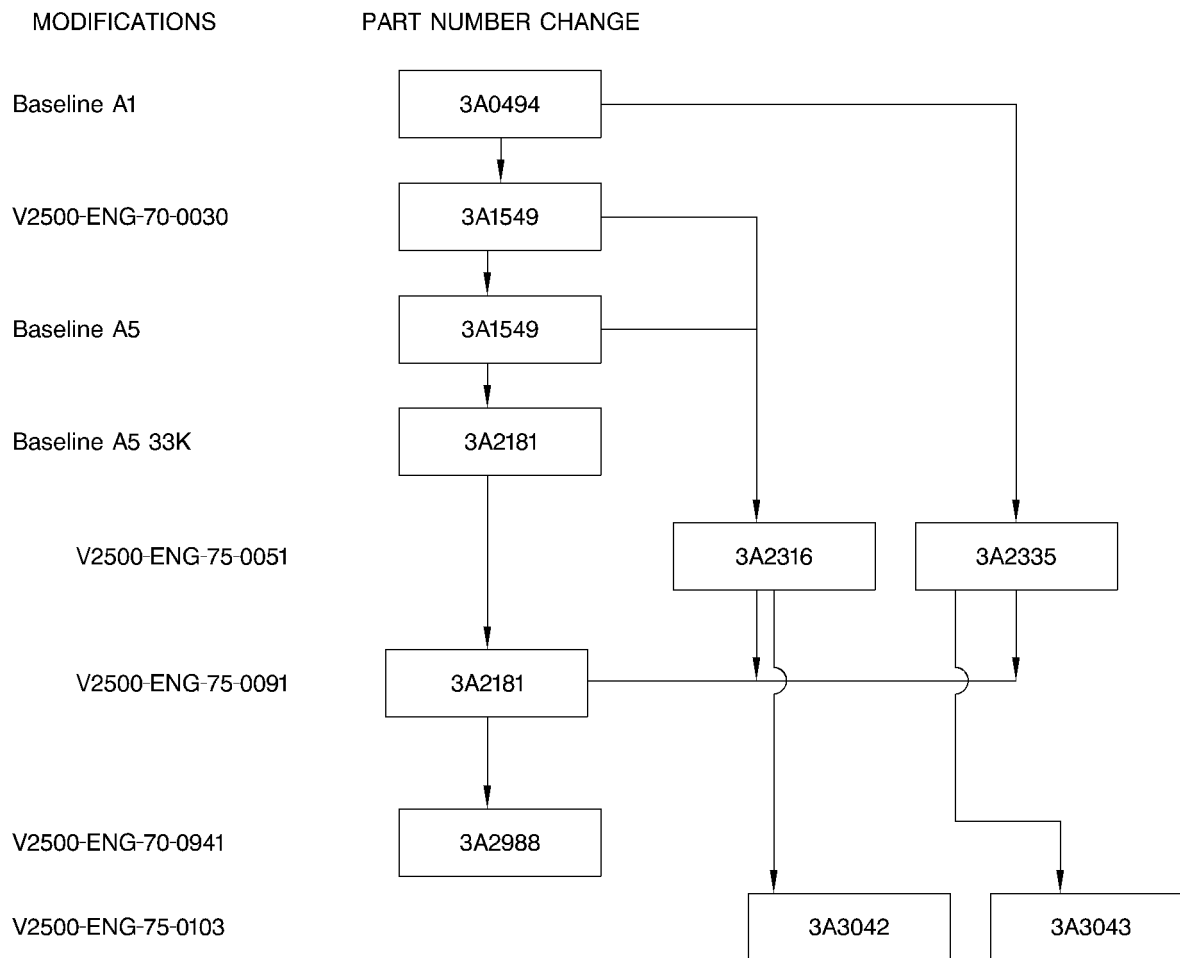 MODIFICATIONS PART NUMBER CHANGE
Baseline A1 3A0494
V2500-ENG-70-0030 3A1549
Baseline A5 3A1549
Baseline A5 33K 3A2181
V2500-ENG-75-0051 3A2316 3A2335
V2500-ENG-75-0091 3A2181
V2500-ENG-70-0941 3A2988
V2500-ENG-75-0103 3A3042 3A3043